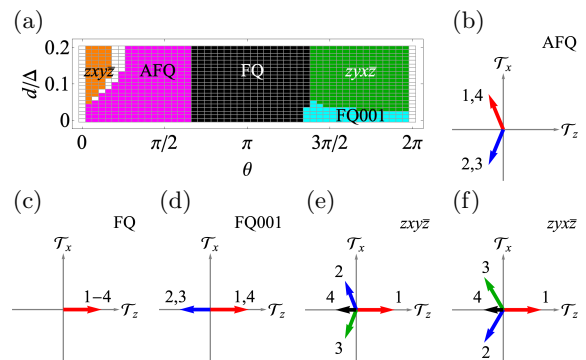 (a)
d/Δ
0.2
0.1
0.0
zxyz̄
AFQ
FQ
zyxz̄
FQ001
0
π/2
π
3π/2
2π
θ
(b)
AFQ
𝒯x
𝒯z
1,4
2,3
(c)
FQ
𝒯x
1−4
𝒯z
(d)
FQ001
𝒯x
2,3
1,4
𝒯z
(e)
zxyz̄
𝒯x
2
4
1
3
𝒯z
(f)
zyxz̄
𝒯x
3
4
1
2
𝒯z